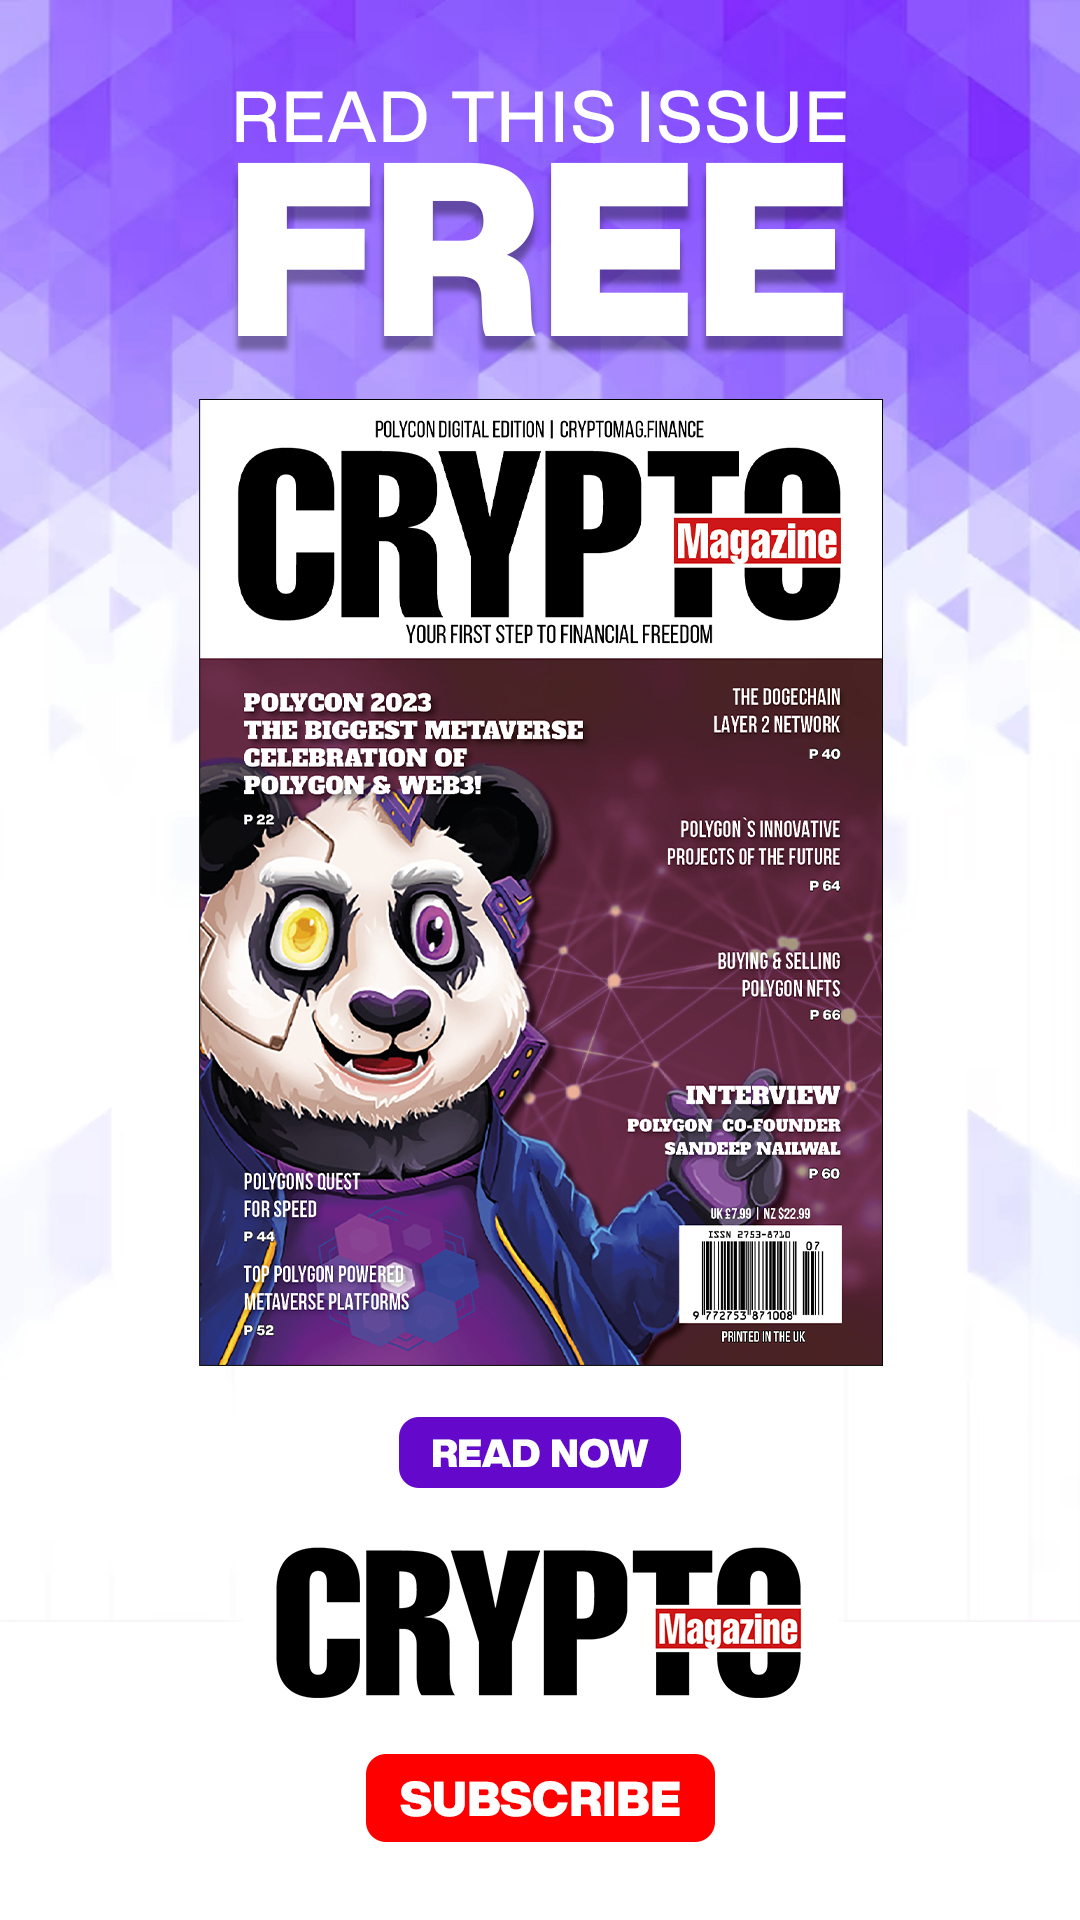 READ THIS ISSUE
FREE
POLYCON DIGITAL EDITION | CRYPTOMAG.FINANCE
CRYPTO
Magazine
YOUR FIRST STEP TO FINANCIAL FREEDOM
POLYCON 2023
THE BIGGEST METAVERSE
CELEBRATION OF
POLYGON & WEB3!
P 22
THE DOGECHAIN
LAYER 2 NETWORK
P 40
POLYGON`S INNOVATIVE
PROJECTS OF THE FUTURE
P 64
BUYING & SELLING
POLYGON NFTS
P 66
INTERVIEW
POLYGON CO-FOUNDER
SANDEEP NAILWAL
P 60
POLYGONS QUEST
FOR SPEED
P 44
TOP POLYGON POWERED
METAVERSE PLATFORMS
P 52
UK £7.99 | NZ $22.99
ISSN 2753-8710
07
9 772753 871008
PRINTED IN THE UK
READ NOW
CRYPTO
Magazine
SUBSCRIBE